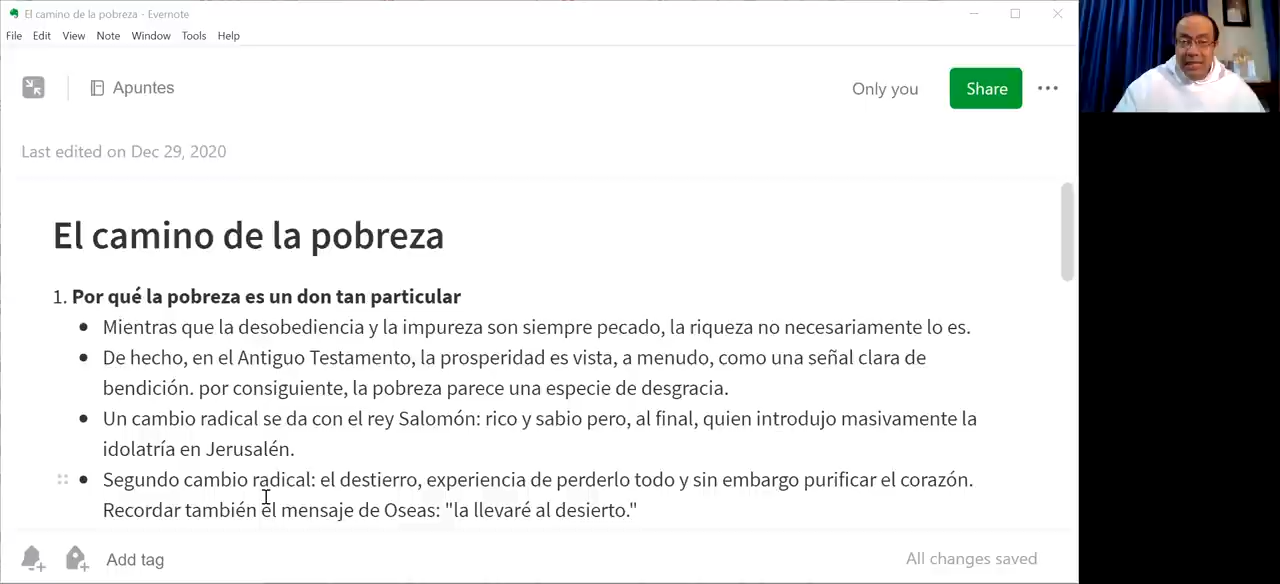 El camino de la pobreza - Evernote
File Edit View Note Window Tools Help
Apuntes
Only you
Share
Last edited on Dec 29, 2020
El camino de la pobreza
1. Por qué la pobreza es un don tan particular
Mientras que la desobediencia y la impureza son siempre pecado, la riqueza no necesariamente lo es.
De hecho, en el Antiguo Testamento, la prosperidad es vista, a menudo, como una señal clara de
bendición. por consiguiente, la pobreza parece una especie de desgracia.
Un cambio radical se da con el rey Salomón: rico y sabio pero, al final, quien introdujo masivamente la
idolatría en Jerusalén.
Segundo cambio radical: el destierro, experiencia de perderlo todo y sin embargo purificar el corazón.
Recordar también el mensaje de Oseas: "la llevaré al desierto."
Add tag
All changes saved